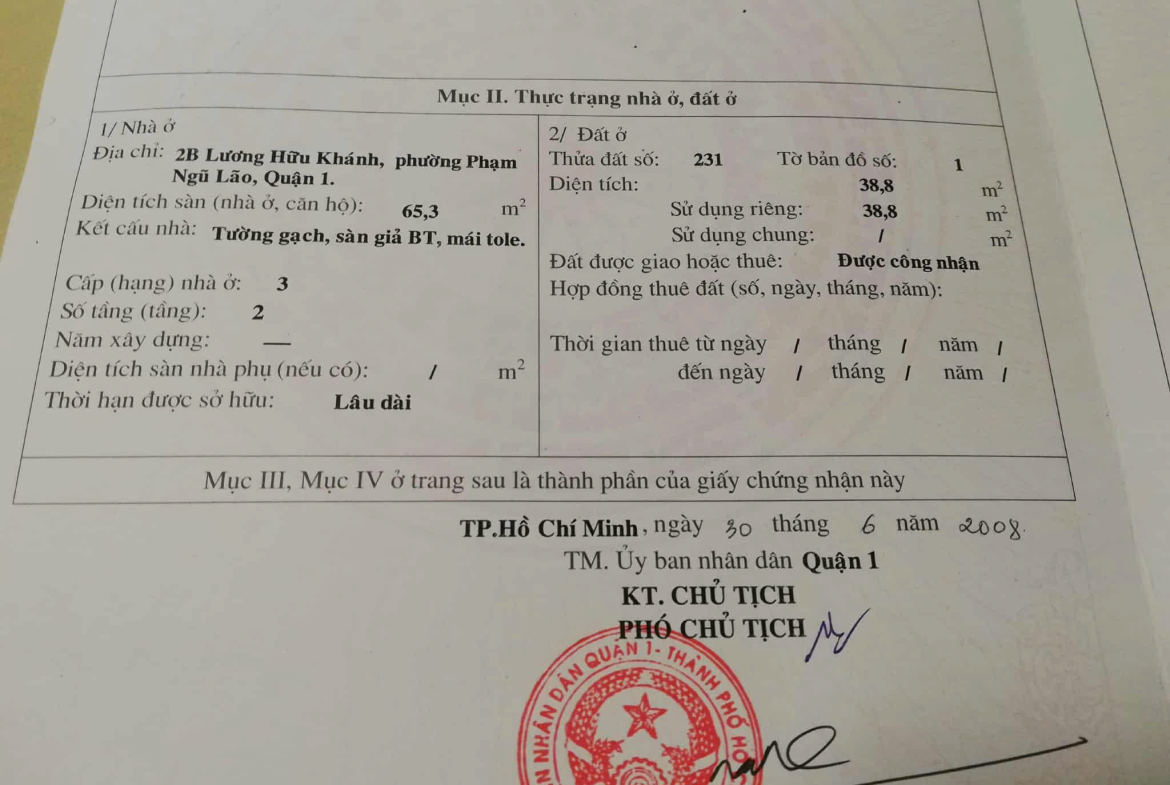 Mục II. Thực trạng nhà ở, đất ở
1/ Nhà ở
Địa chỉ: 2B Lương Hữu Khánh, phường Phạm
Ngũ Lão, Quận 1.
Diện tích sàn (nhà ở, căn hộ): 65,3 m²
Kết cấu nhà: Tường gạch, sàn giả BT, mái tole.
Cấp (hạng) nhà ở: 3
Số tầng (tầng): 2
Năm xây dựng: —
Diện tích sàn nhà phụ (nếu có): / m²
Thời hạn được sở hữu: Lâu dài
2/ Đất ở
Thửa đất số: 231 Tờ bản đồ số: 1
Diện tích: 38,8 m²
Sử dụng riêng: 38,8 m²
Sử dụng chung: / m²
Đất được giao hoặc thuê: Được công nhận
Hợp đồng thuê đất (số, ngày, tháng, năm):
Thời gian thuê từ ngày / tháng / năm /
đến ngày / tháng / năm /
Mục III, Mục IV ở trang sau là thành phần của giấy chứng nhận này
TP.Hồ Chí Minh, ngày 30 tháng 6 năm 2008
TM. Ủy ban nhân dân Quận 1
KT. CHỦ TỊCH
PHÓ CHỦ TỊCH
NHÂN DÂN QUẬN 1 - THÀNH PHỐ